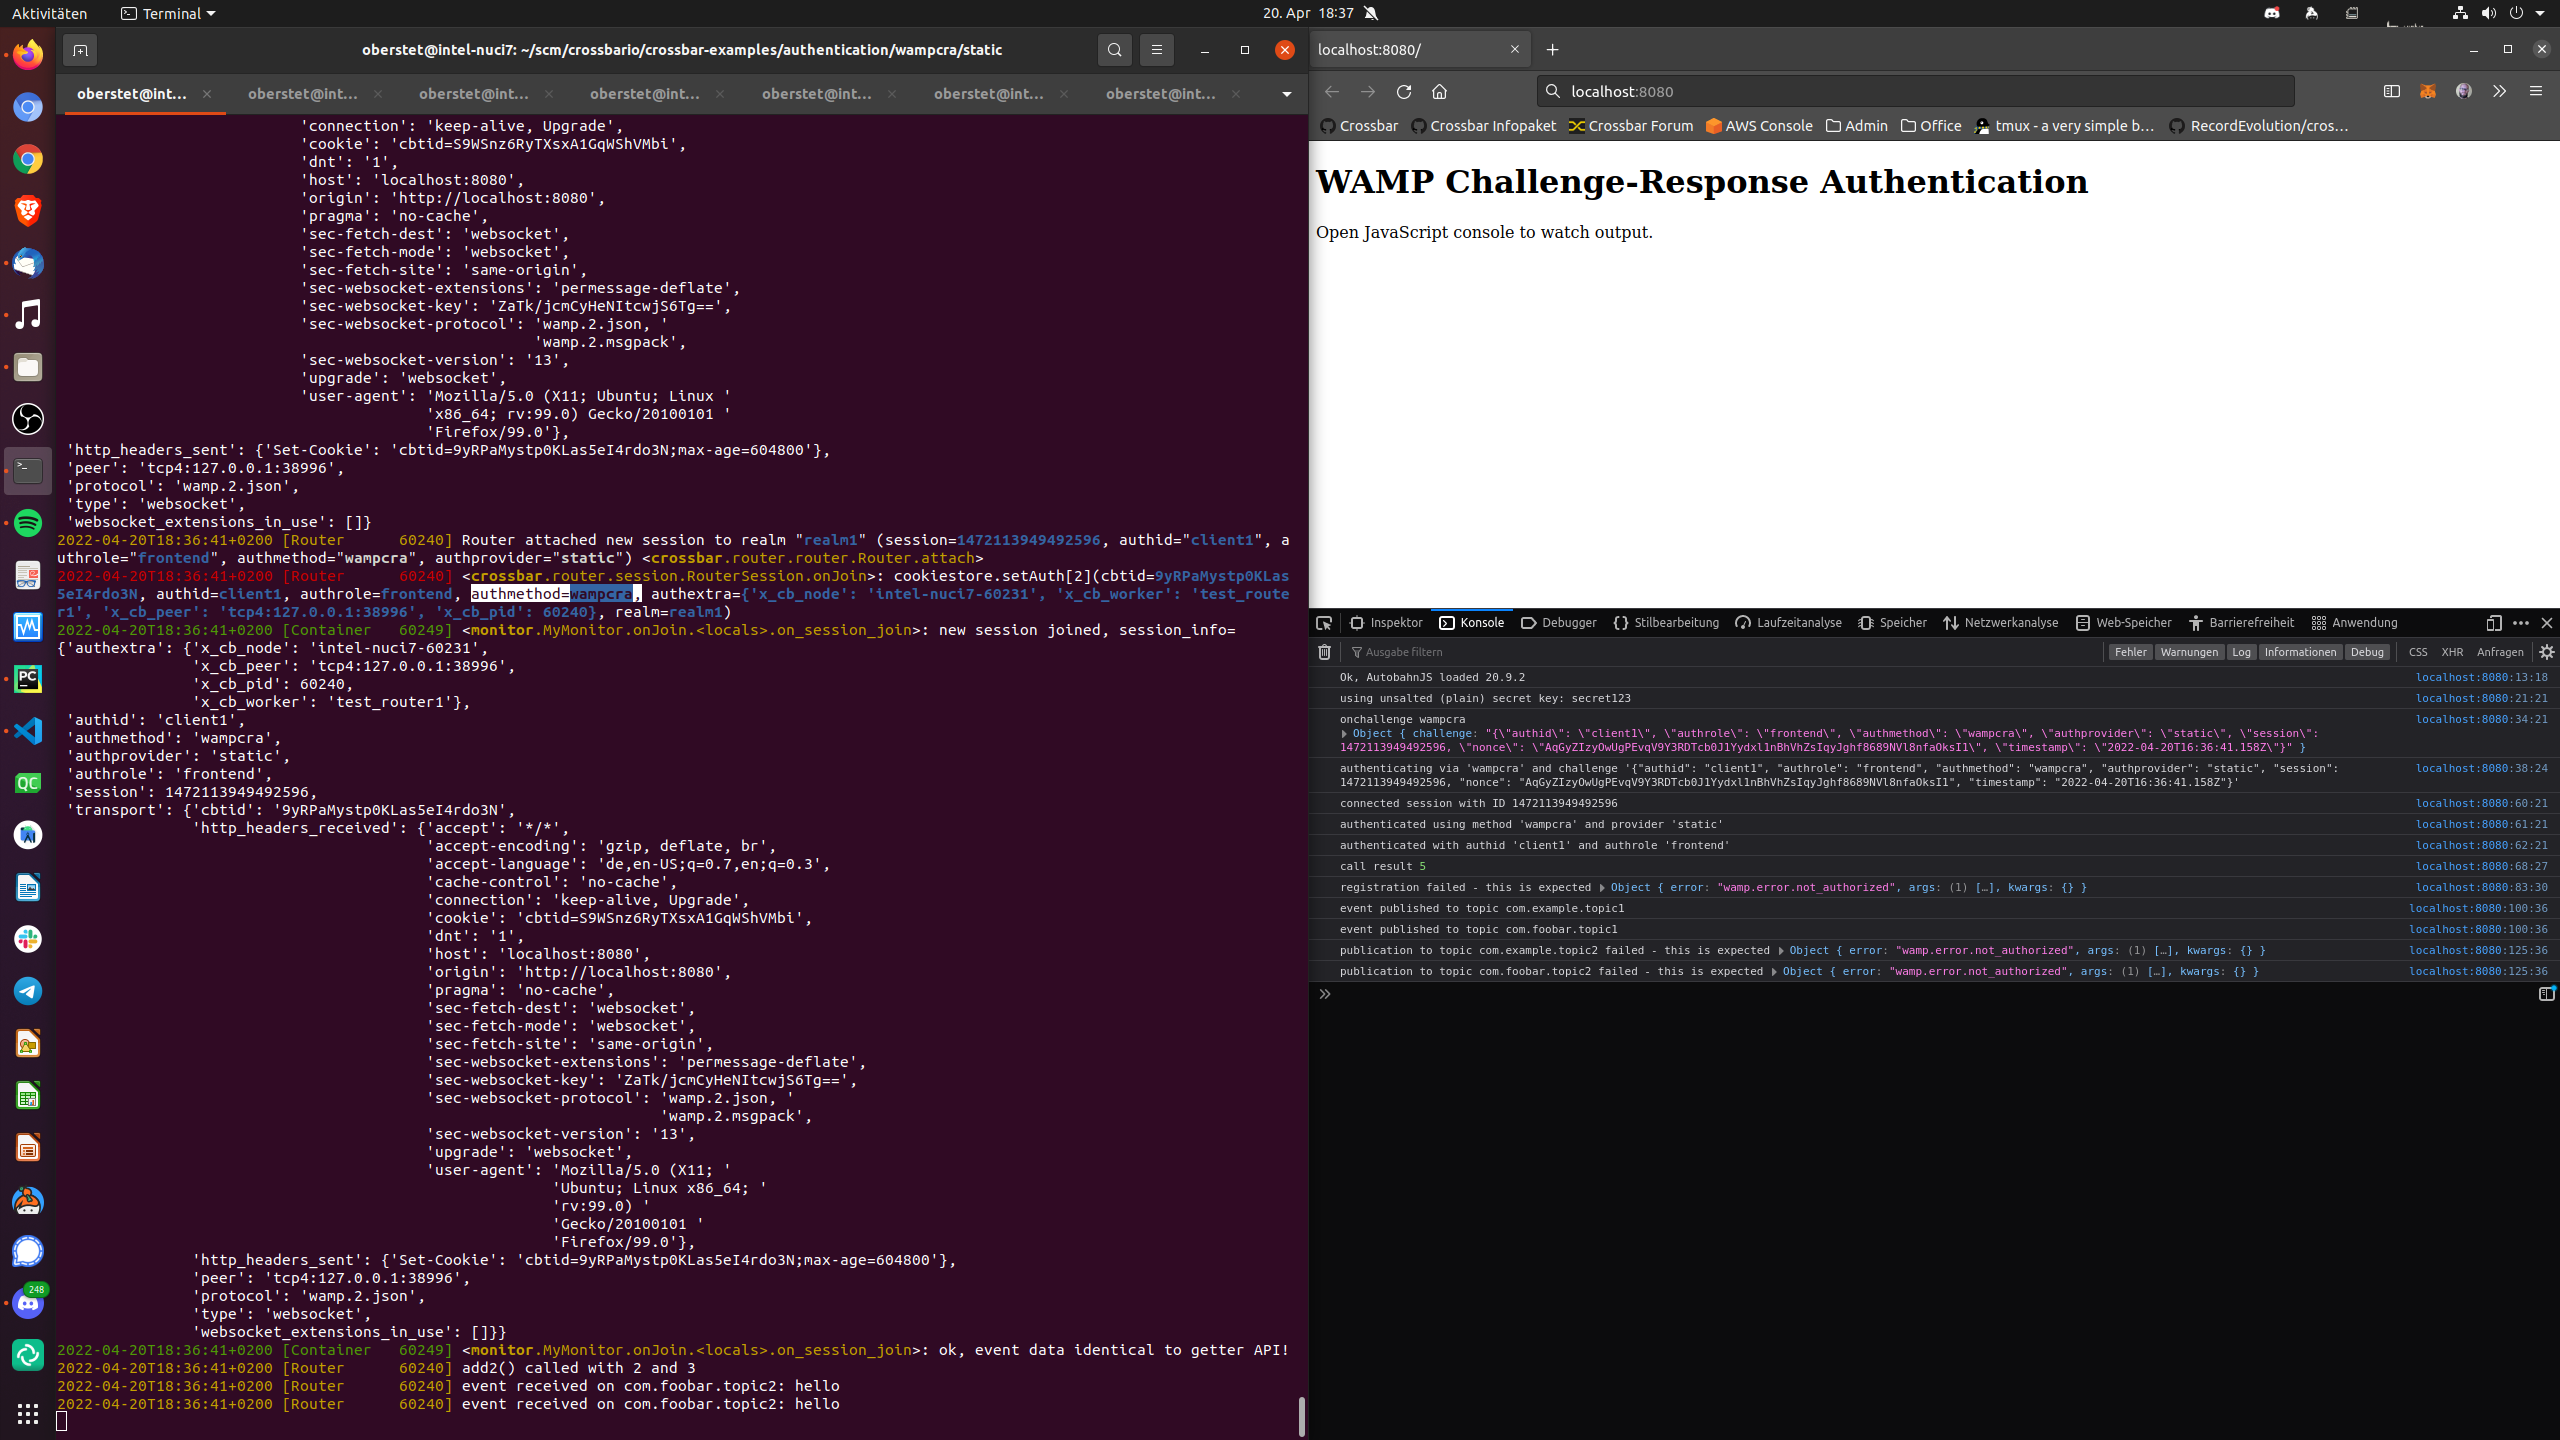 Aktivitäten
Terminal
20. Apr 18:37
oberstet@intel-nuci7: ~/scm/crossbario/crossbar-examples/authentication/wampcra/static
oberstet@int…
oberstet@int…
oberstet@int…
oberstet@int…
oberstet@int…
oberstet@int…
oberstet@int…
'connection': 'keep-alive, Upgrade',
'cookie': 'cbtid=S9WSnz6RyTXsxA1GqWShVMbi',
'dnt': '1',
'host': 'localhost:8080',
'origin': 'http://localhost:8080',
'pragma': 'no-cache',
'sec-fetch-dest': 'websocket',
'sec-fetch-mode': 'websocket',
'sec-fetch-site': 'same-origin',
'sec-websocket-extensions': 'permessage-deflate',
'sec-websocket-key': 'ZaTk/jcmCyHeNItcwjS6Tg==',
'sec-websocket-protocol': 'wamp.2.json, '
'wamp.2.msgpack',
'sec-websocket-version': '13',
'upgrade': 'websocket',
'user-agent': 'Mozilla/5.0 (X11; Ubuntu; Linux '
'x86_64; rv:99.0) Gecko/20100101 '
'Firefox/99.0'},
'http_headers_sent': {'Set-Cookie': 'cbtid=9yRPaMystp0KLas5eI4rdo3N;max-age=604800'},
'peer': 'tcp4:127.0.0.1:38996',
'protocol': 'wamp.2.json',
'type': 'websocket',
'websocket_extensions_in_use': []}
2022-04-20T18:36:41+0200 [Router 60240] Router attached new session to realm "realm1" (session=1472113949492596, authid="client1", a
uthrole="frontend", authmethod="wampcra", authprovider="static") <crossbar.router.router.Router.attach>
2022-04-20T18:36:41+0200 [Router 60240] <crossbar.router.session.RouterSession.onJoin>: cookiestore.setAuth[2](cbtid=9yRPaMystp0KLas
5eI4rdo3N, authid=client1, authrole=frontend, authmethod=wampcra, authextra={'x_cb_node': 'intel-nuci7-60231', 'x_cb_worker': 'test_route
r1', 'x_cb_peer': 'tcp4:127.0.0.1:38996', 'x_cb_pid': 60240}, realm=realm1)
2022-04-20T18:36:41+0200 [Container 60249] <monitor.MyMonitor.onJoin.<locals>.on_session_join>: new session joined, session_info=
{'authextra': {'x_cb_node': 'intel-nuci7-60231',
'x_cb_peer': 'tcp4:127.0.0.1:38996',
'x_cb_pid': 60240,
'x_cb_worker': 'test_router1'},
'authid': 'client1',
'authmethod': 'wampcra',
'authprovider': 'static',
'authrole': 'frontend',
'session': 1472113949492596,
'transport': {'cbtid': '9yRPaMystp0KLas5eI4rdo3N',
'http_headers_received': {'accept': '*/*',
'accept-encoding': 'gzip, deflate, br',
'accept-language': 'de,en-US;q=0.7,en;q=0.3',
'cache-control': 'no-cache',
'connection': 'keep-alive, Upgrade',
'cookie': 'cbtid=S9WSnz6RyTXsxA1GqWShVMbi',
'dnt': '1',
'host': 'localhost:8080',
'origin': 'http://localhost:8080',
'pragma': 'no-cache',
'sec-fetch-dest': 'websocket',
'sec-fetch-mode': 'websocket',
'sec-fetch-site': 'same-origin',
'sec-websocket-extensions': 'permessage-deflate',
'sec-websocket-key': 'ZaTk/jcmCyHeNItcwjS6Tg==',
'sec-websocket-protocol': 'wamp.2.json, '
'wamp.2.msgpack',
'sec-websocket-version': '13',
'upgrade': 'websocket',
'user-agent': 'Mozilla/5.0 (X11; '
'Ubuntu; Linux x86_64; '
'rv:99.0) '
'Gecko/20100101 '
'Firefox/99.0'},
'http_headers_sent': {'Set-Cookie': 'cbtid=9yRPaMystp0KLas5eI4rdo3N;max-age=604800'},
'peer': 'tcp4:127.0.0.1:38996',
'protocol': 'wamp.2.json',
'type': 'websocket',
'websocket_extensions_in_use': []}}
2022-04-20T18:36:41+0200 [Container 60249] <monitor.MyMonitor.onJoin.<locals>.on_session_join>: ok, event data identical to getter API!
2022-04-20T18:36:41+0200 [Router 60240] add2() called with 2 and 3
2022-04-20T18:36:41+0200 [Router 60240] event received on com.foobar.topic2: hello
2022-04-20T18:36:41+0200 [Router 60240] event received on com.foobar.topic2: hello
248
localhost:8080/
localhost:8080
Crossbar
Crossbar Infopaket
Crossbar Forum
AWS Console
Admin
Office
tmux - a very simple b…
RecordEvolution/cros…
WAMP Challenge-Response Authentication
Open JavaScript console to watch output.
Inspektor
Konsole
Debugger
Stilbearbeitung
Laufzeitanalyse
Speicher
Netzwerkanalyse
Web-Speicher
Barrierefreiheit
Anwendung
Ausgabe filtern
Fehler
Warnungen
Log
Informationen
Debug
CSS
XHR
Anfragen
Ok, AutobahnJS loaded 20.9.2 localhost:8080:13:18
using unsalted (plain) secret key: secret123 localhost:8080:21:21
onchallenge wampcra localhost:8080:34:21
Object { challenge: "{\"authid\": \"client1\", \"authrole\": \"frontend\", \"authmethod\": \"wampcra\", \"authprovider\": \"static\", \"session\":
1472113949492596, \"nonce\": \"AqGyZIzyOwUgPEvqV9Y3RDTcb0J1Yydxl1nBhVhZsIqyJghf8689NVl8nfaOksI1\", \"timestamp\": \"2022-04-20T16:36:41.158Z\"}" }
authenticating via 'wampcra' and challenge '{"authid": "client1", "authrole": "frontend", "authmethod": "wampcra", "authprovider": "static", "session": localhost:8080:38:24
1472113949492596, "nonce": "AqGyZIzyOwUgPEvqV9Y3RDTcb0J1Yydxl1nBhVhZsIqyJghf8689NVl8nfaOksI1", "timestamp": "2022-04-20T16:36:41.158Z"}'
connected session with ID 1472113949492596 localhost:8080:60:21
authenticated using method 'wampcra' and provider 'static' localhost:8080:61:21
authenticated with authid 'client1' and authrole 'frontend' localhost:8080:62:21
call result 5 localhost:8080:68:27
registration failed - this is expected Object { error: "wamp.error.not_authorized", args: (1) […], kwargs: {} } localhost:8080:83:30
event published to topic com.example.topic1 localhost:8080:100:36
event published to topic com.foobar.topic1 localhost:8080:100:36
publication to topic com.example.topic2 failed - this is expected Object { error: "wamp.error.not_authorized", args: (1) […], kwargs: {} } localhost:8080:125:36
publication to topic com.foobar.topic2 failed - this is expected Object { error: "wamp.error.not_authorized", args: (1) […], kwargs: {} } localhost:8080:125:36